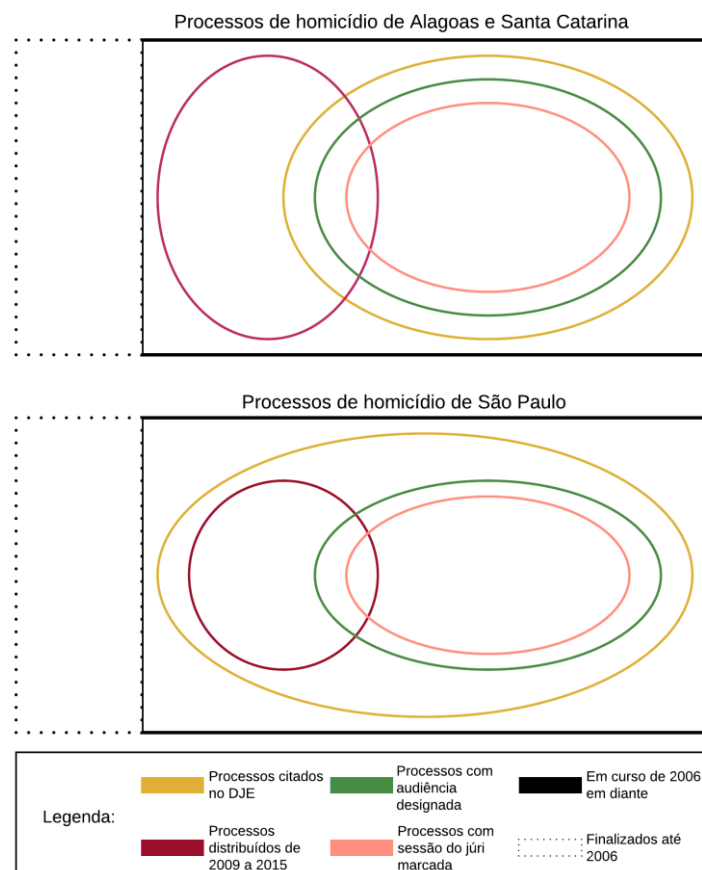 Processos de homicídio de Alagoas e Santa Catarina
Processos de homicídio de São Paulo
Legenda:
Processos citados
no DJE
Processos com
audiência
designada
Em curso de 2006
em diante
Processos
distribuídos de
2009 a 2015
Processos com
sessão do júri
marcada
Finalizados até
2006